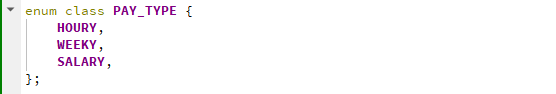 enum class PAY_TYPE {
    HOURY,
    WEEKY,
    SALARY,
};